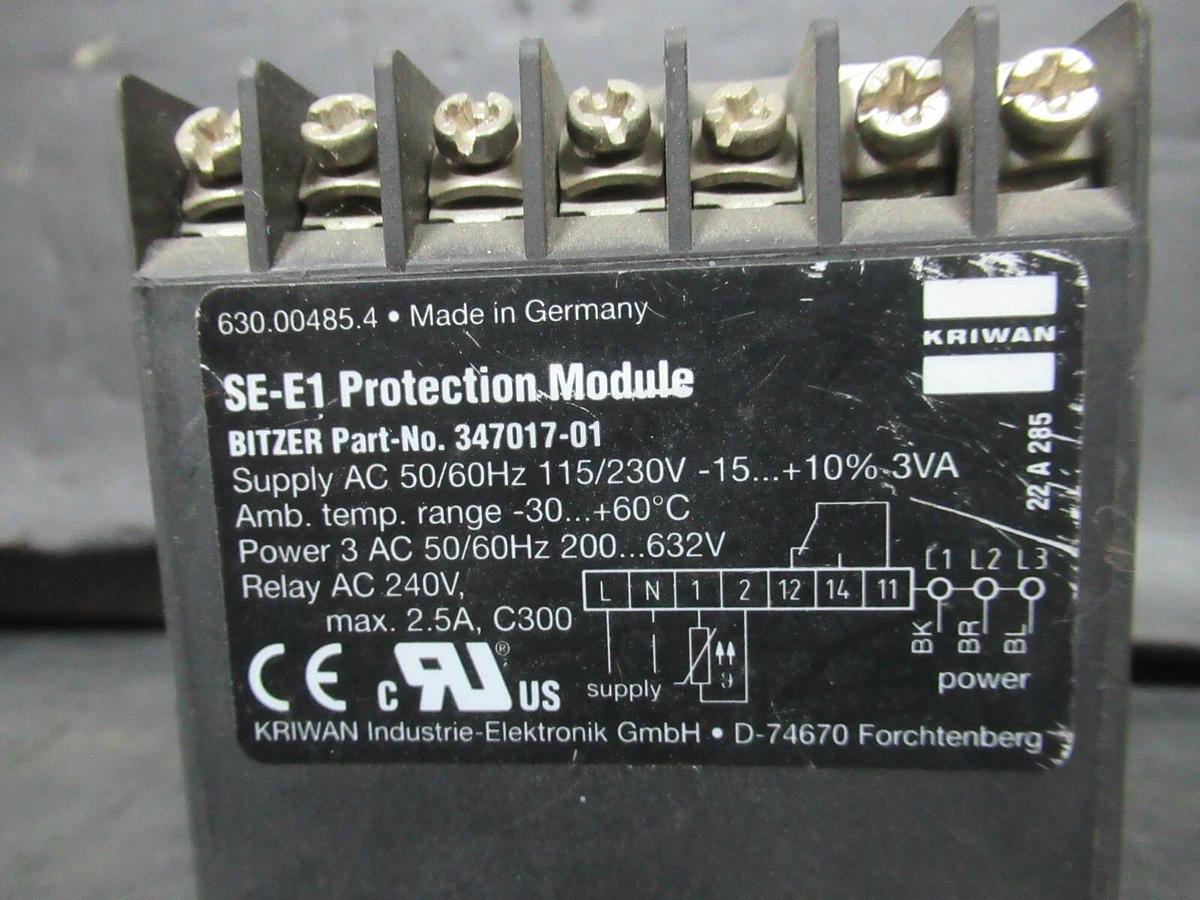 630.00485.4 • Made in Germany
KRIWAN
SE-E1 Protection Module
BITZER Part-No. 347017-01
22 A 285
Supply AC 50/60Hz 115/230V -15...+10% 3VA
Amb. temp. range -30...+60°C
Power 3 AC 50/60Hz 200...632V
Relay AC 240V,
max. 2.5A, C300
L N 1 2 12 14 11
L1 L2 L3
BK BR BL
supply
power
CE c RU ® US
KRIWAN Industrie-Elektronik GmbH • D-74670 Forchtenberg